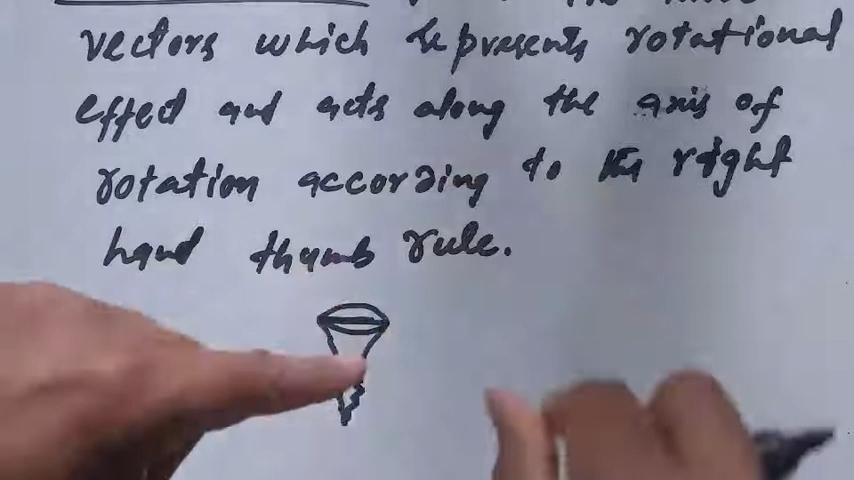 vectors which represents rotational
effect and acts along the axis of
rotation according to the right
hand thumb rule.